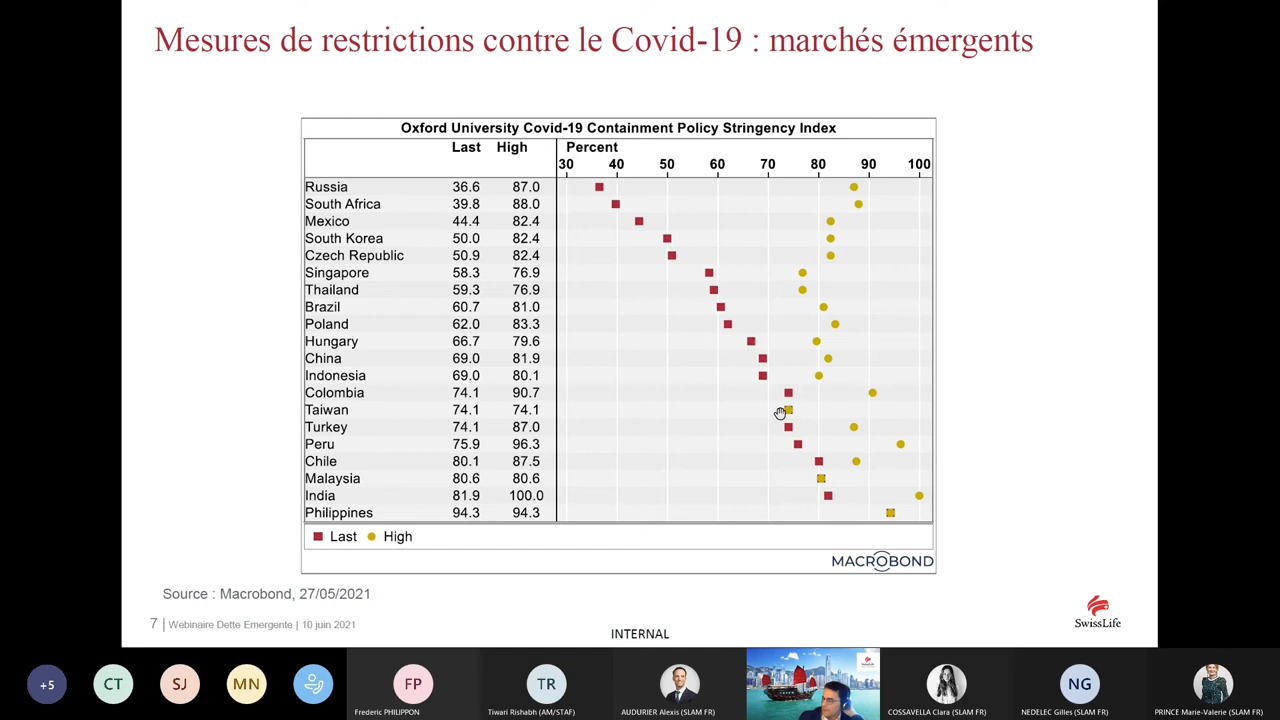 Mesures de restrictions contre le Covid-19 : marchés émergents
Oxford University Covid-19 Containment Policy Stringency Index
Last High Percent
30 40 50 60 70 80 90 100
Russia 36.6 87.0
South Africa 39.8 88.0
Mexico 44.4 82.4
South Korea 50.0 82.4
Czech Republic 50.9 82.4
Singapore 58.3 76.9
Thailand 59.3 76.9
Brazil 60.7 81.0
Poland 62.0 83.3
Hungary 66.7 79.6
China 69.0 81.9
Indonesia 69.0 80.1
Colombia 74.1 90.7
Taiwan 74.1 74.1
Turkey 74.1 87.0
Peru 75.9 96.3
Chile 80.1 87.5
Malaysia 80.6 80.6
India 81.9 100.0
Philippines 94.3 94.3
Last High
MACROBOND
Source : Macrobond, 27/05/2021
7 | Webinaire Dette Emergente | 10 juin 2021
SwissLife
INTERNAL
+5 CT SJ MN FP TR NG
Frederic PHILIPPON Tiwari Rishabh (AM/STAF) AUDURIER Alexis (SLAM FR) COSSAVELLA Clara (SLAM FR) NEDELEC Gilles (SLAM FR) PRINCE Marie-Valerie (SLAM FR)